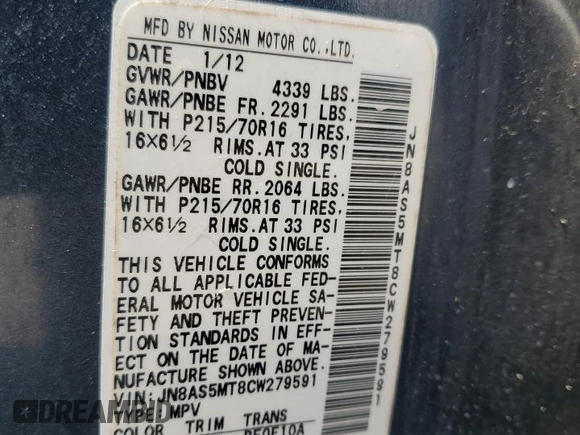 MFD BY NISSAN MOTOR CO.,LTD.
DATE 1/12
GVWR/PNBV 4339 LBS.
GAWR/PNBE FR. 2291 LBS.
WITH P215/70R16 TIRES,
16×6½ RIMS.AT 33 PSI
COLD SINGLE.
GAWR/PNBE RR. 2064 LBS.
WITH P215/70R16 TIRES,
16×6½ RIMS.AT 33 PSI
COLD SINGLE.
THIS VEHICLE CONFORMS
TO ALL APPLICABLE FED-
ERAL MOTOR VEHICLE SA-
FETY AND THEFT PREVEN-
TION STANDARDS IN EFF-
ECT ON THE DATE OF MA-
NUFACTURE SHOWN ABOVE.
VIN: JN8AS5MT8CW279591
TYPE: MPV
COLOR TRIM TRANS
JN8AS5MT8CW279591
DREAMBID.COM